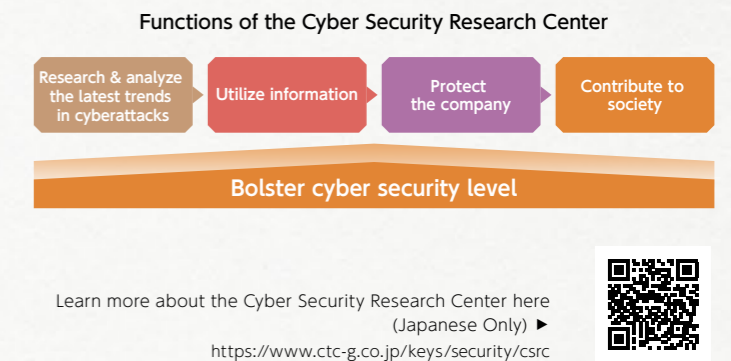 Functions of the Cyber Security Research Center
Research & analyze
the latest trends
in cyberattacks
Utilize information
Protect
the company
Contribute to
society
Bolster cyber security level
Learn more about the Cyber Security Research Center here
(Japanese Only) ▶
https://www.ctc-g.co.jp/keys/security/csrc